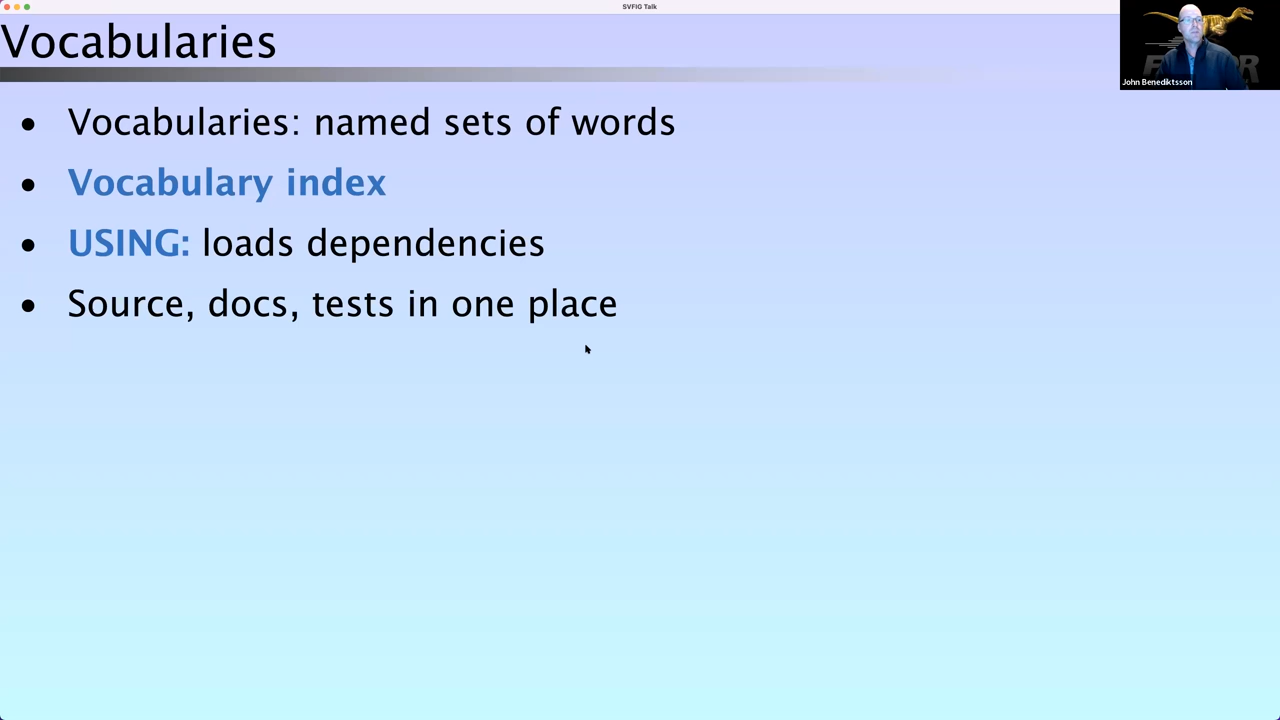 SVFIG Talk
Vocabularies
• Vocabularies: named sets of words
• Vocabulary index
• USING: loads dependencies
• Source, docs, tests in one place
John Benediktsson